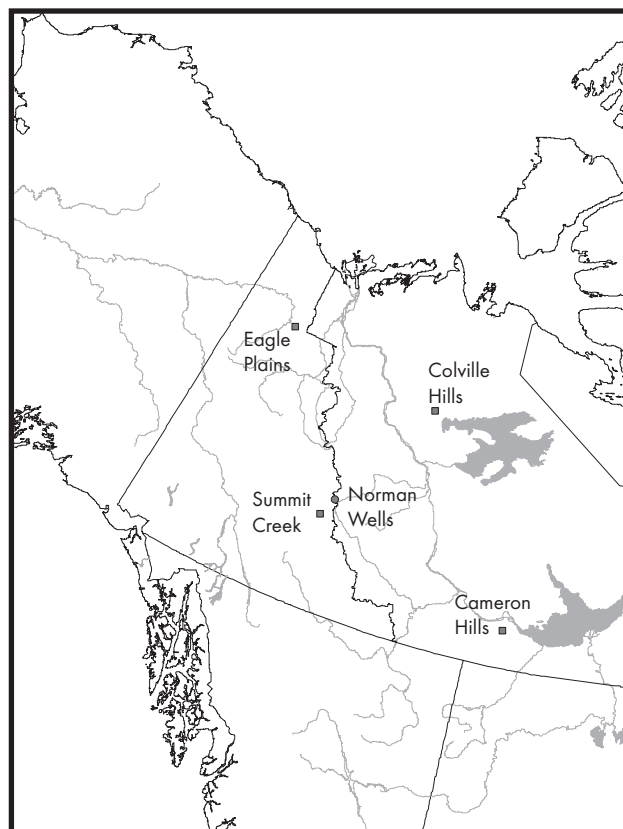 Eagle
Plains
Colville
Hills
Summit
Creek
Norman
Wells
Cameron
Hills